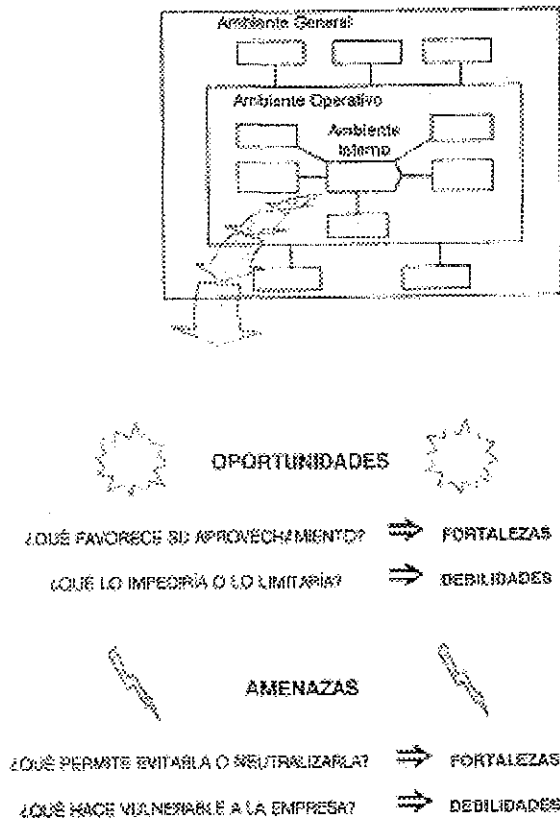 Ambiente General
Ambiente Operativo
Ambiente
Interno
OPORTUNIDADES
¿QUÉ FAVORECE SU APROVECHAMIENTO? ⇒ FORTALEZAS
¿QUÉ LO IMPEDIRÍA O LO LIMITARÍA? ⇒ DEBILIDADES
AMENAZAS
¿QUÉ PERMITE EVITARLA O NEUTRALIZARLA? ⇒ FORTALEZAS
¿QUÉ HACE VULNERABLE A LA EMPRESA? ⇒ DEBILIDADES